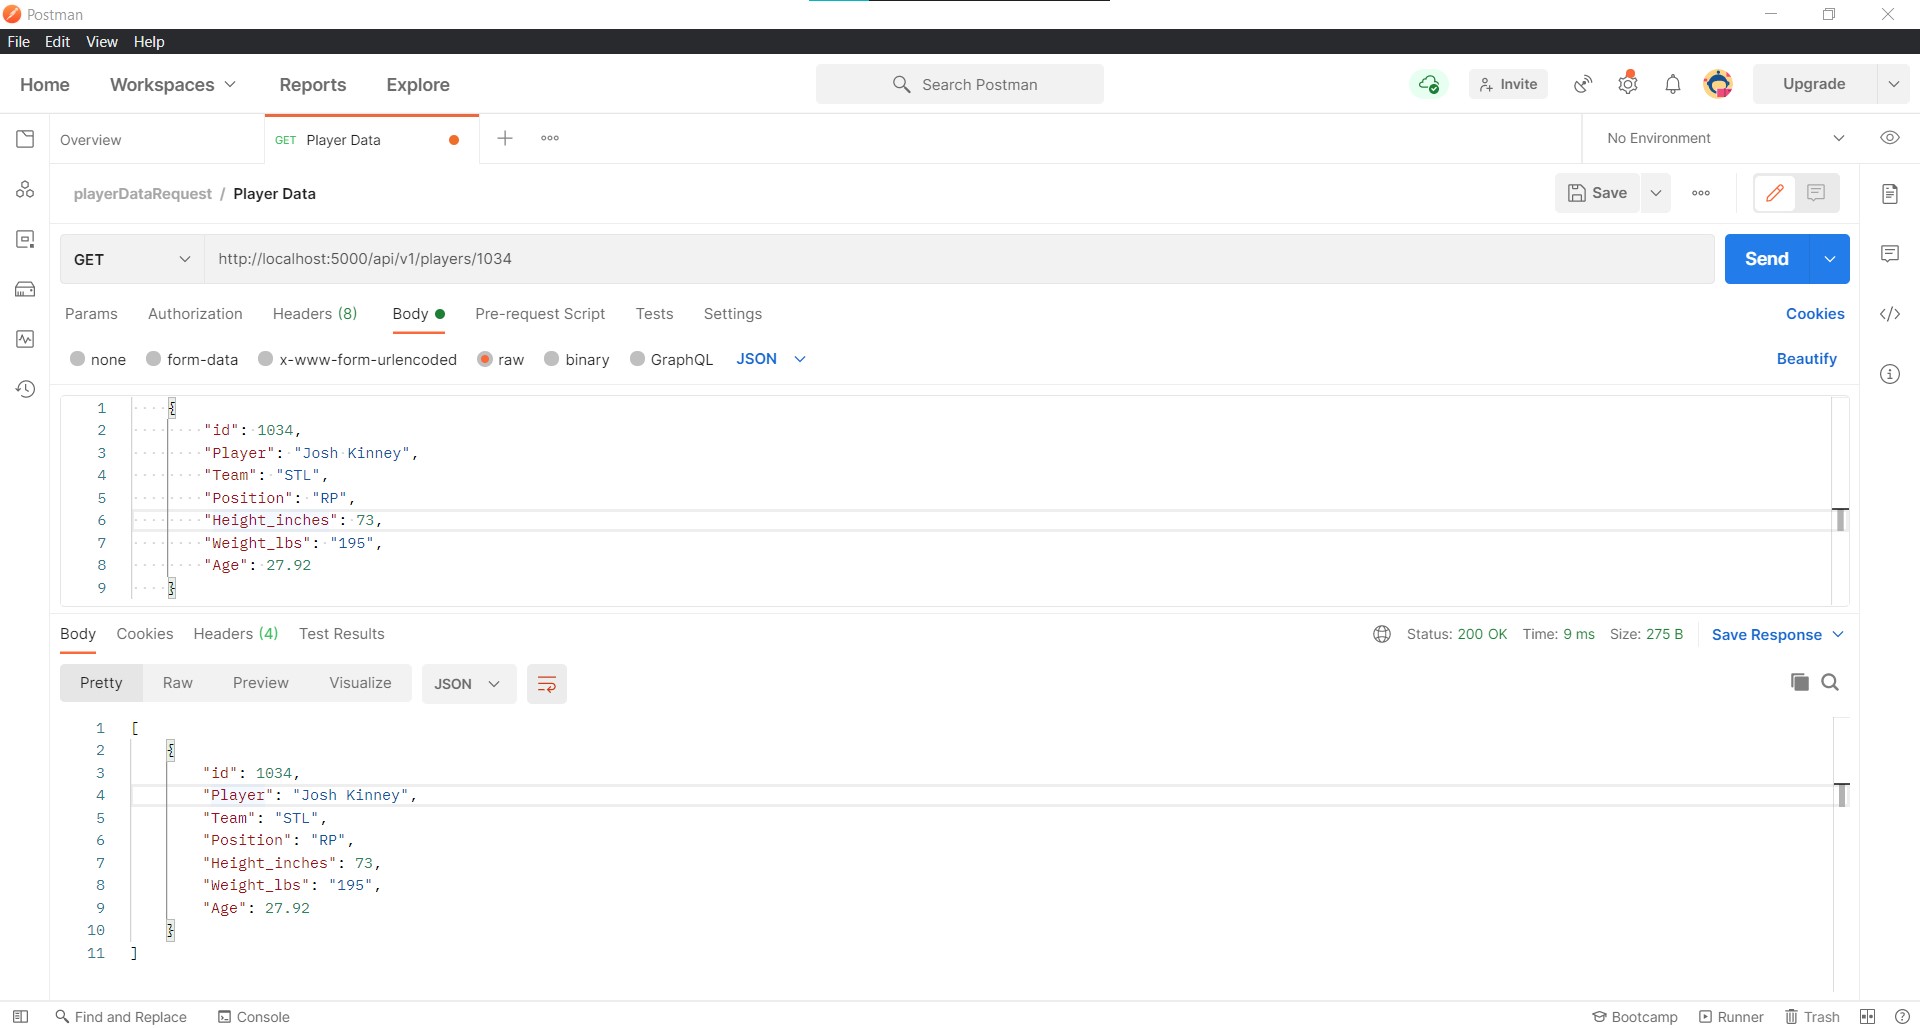 Postman
File Edit View Help
Home Workspaces Reports Explore Search Postman Invite Upgrade
Overview GET Player Data No Environment
playerDataRequest / Player Data Save
GET http://localhost:5000/api/v1/players/1034 Send
Params Authorization Headers (8) Body Pre-request Script Tests Settings Cookies
none form-data x-www-form-urlencoded raw binary GraphQL JSON Beautify
1 {
2 "id": 1034,
3 "Player": "Josh Kinney",
4 "Team": "STL",
5 "Position": "RP",
6 "Height_inches": 73,
7 "Weight_lbs": "195",
8 "Age": 27.92
9 }
Body Cookies Headers (4) Test Results Status: 200 OK Time: 9 ms Size: 275 B Save Response
Pretty Raw Preview Visualize JSON
1 [
2 {
3 "id": 1034,
4 "Player": "Josh Kinney",
5 "Team": "STL",
6 "Position": "RP",
7 "Height_inches": 73,
8 "Weight_lbs": "195",
9 "Age": 27.92
10 }
11 ]
Find and Replace Console Bootcamp Runner Trash